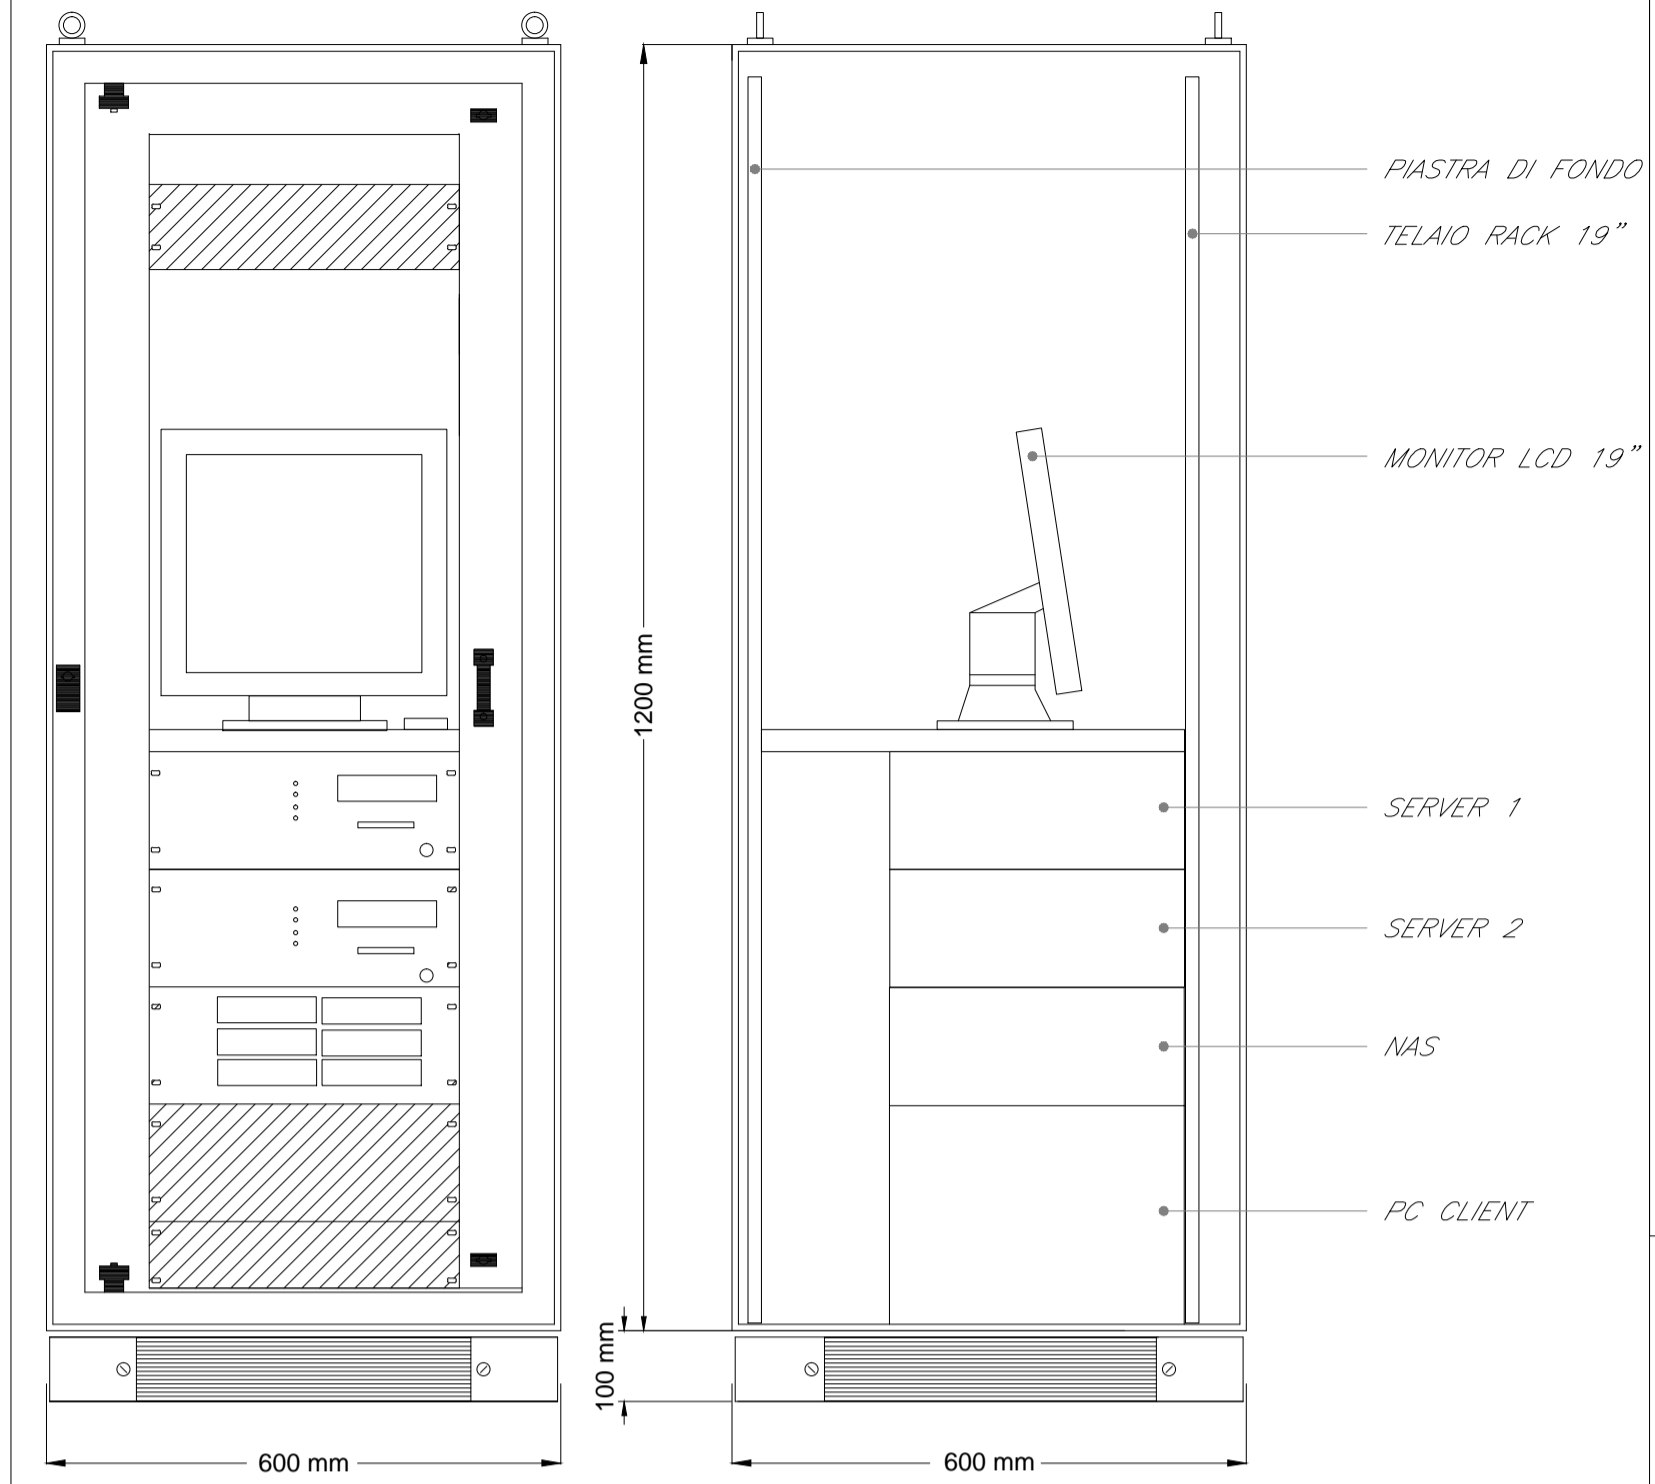 PIASTRA DI FONDO
TELAIO RACK 19"
MONITOR LCD 19"
1200 mm
SERVER 1
SERVER 2
NAS
PC CLIENT
100 mm
600 mm
600 mm